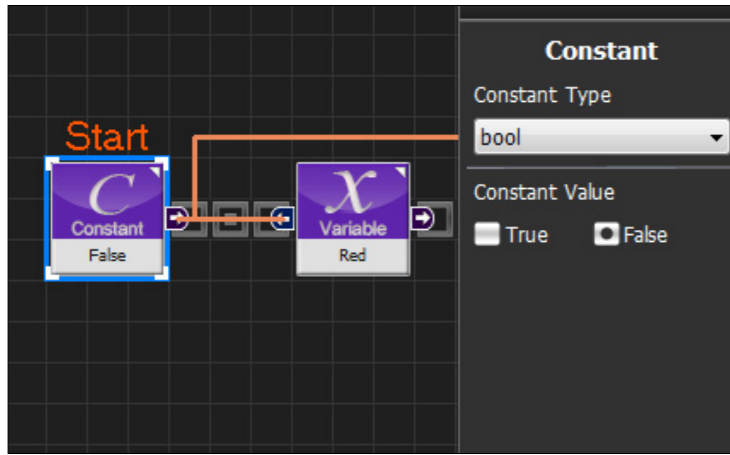 Start
C
Constant
False
X
Variable
Red
Constant
Constant Type
bool
Constant Value
True
False